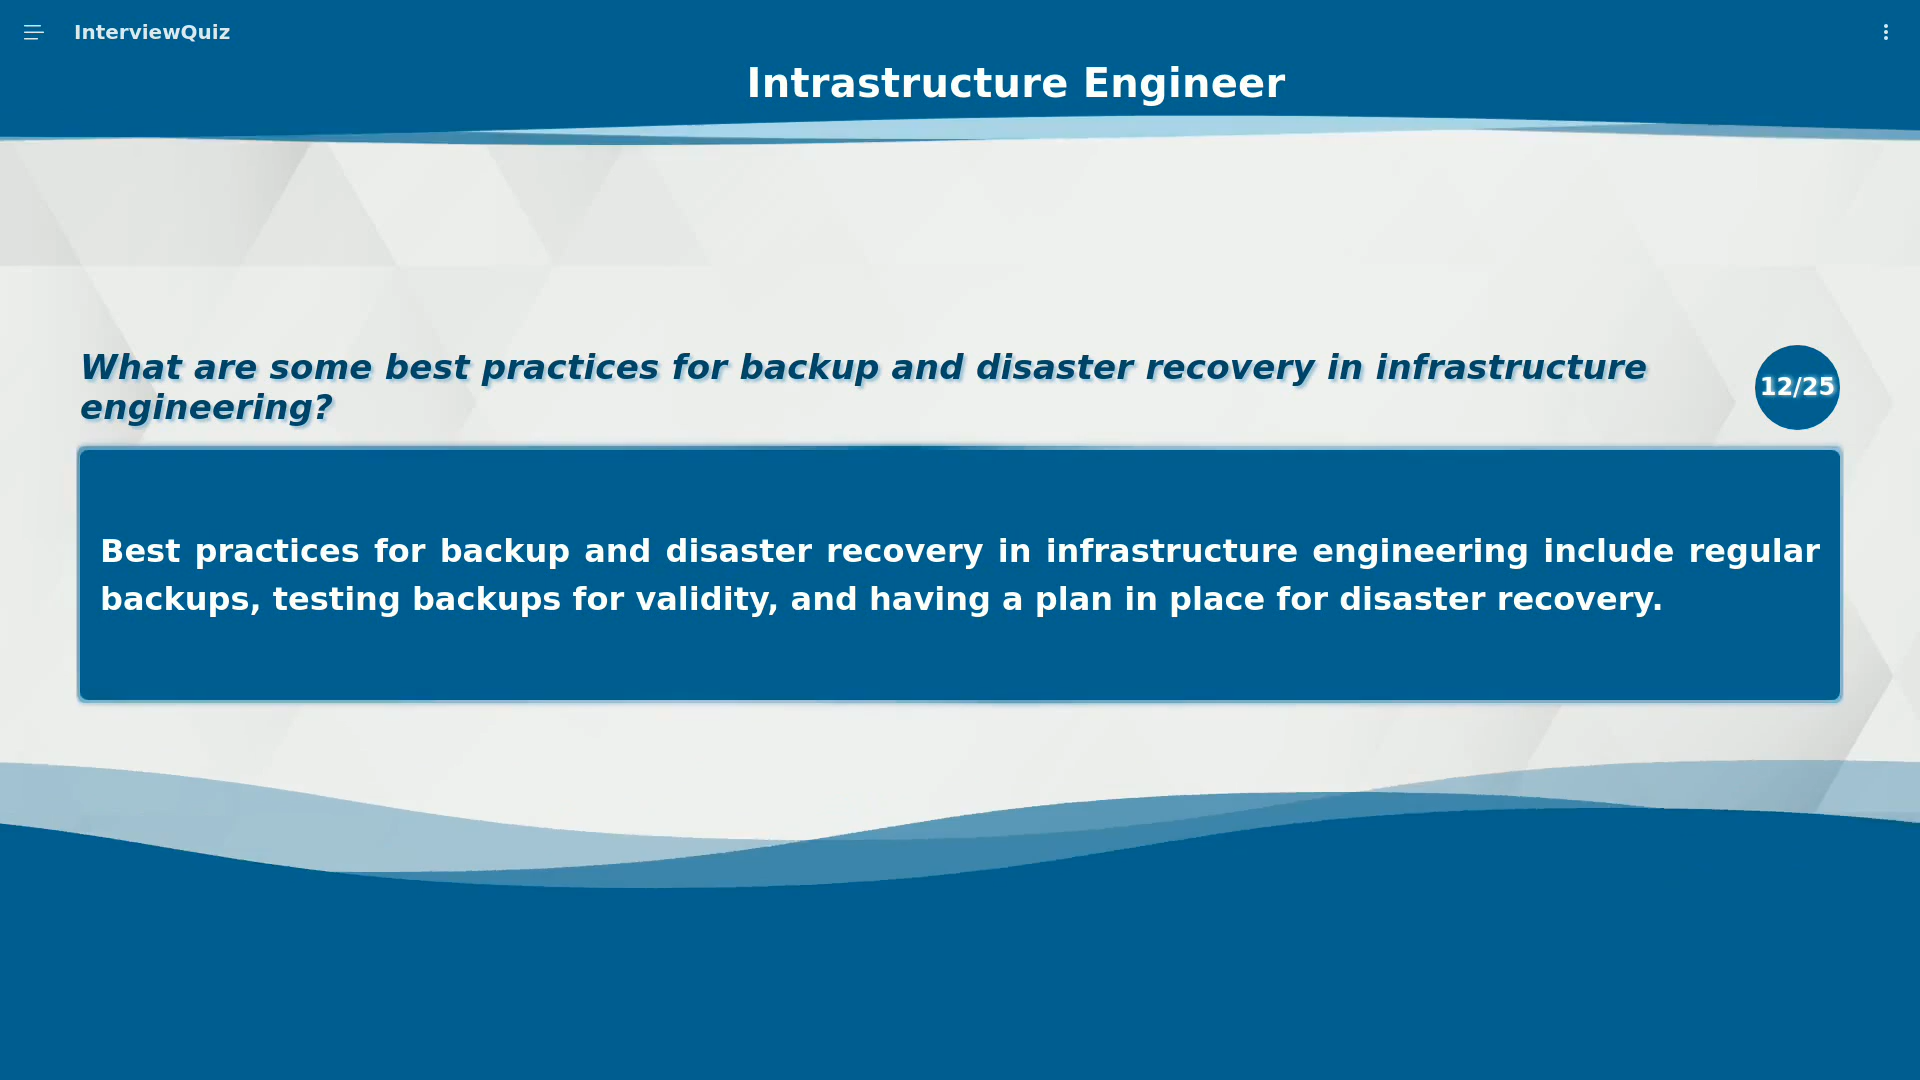 InterviewQuiz
Intrastructure Engineer
What are some best practices for backup and disaster recovery in infrastructure
engineering?
12/25
Best practices for backup and disaster recovery in infrastructure engineering include regular
backups, testing backups for validity, and having a plan in place for disaster recovery.